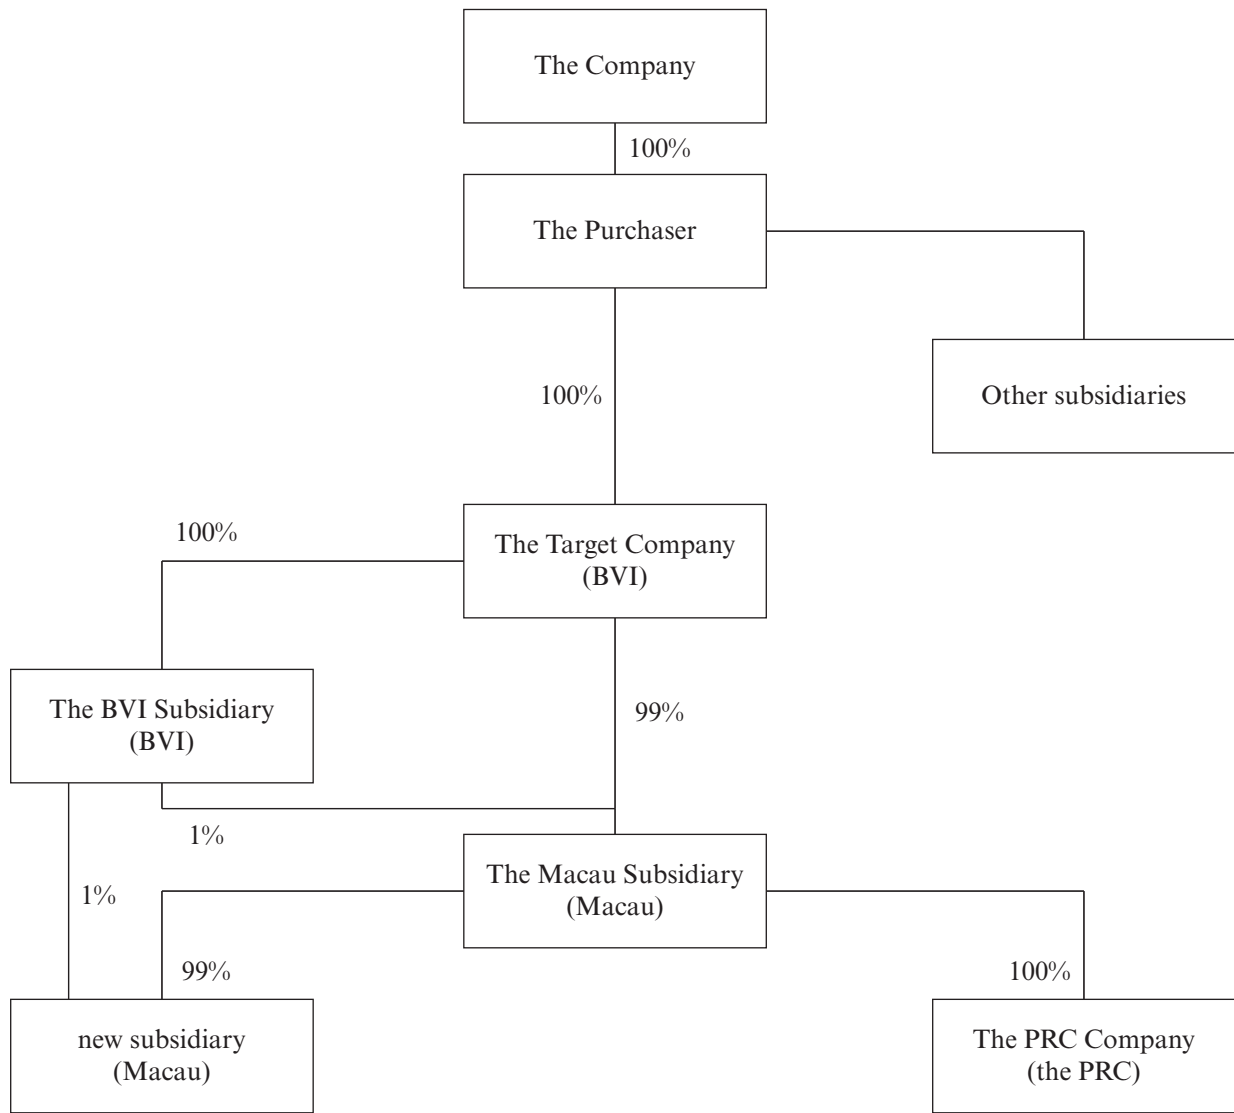 The Company
100%
The Purchaser
100%
Other subsidiaries
100%
The Target Company
(BVI)
The BVI Subsidiary
(BVI)
99%
1%
The Macau Subsidiary
(Macau)
1%
99%
100%
new subsidiary
(Macau)
The PRC Company
(the PRC)